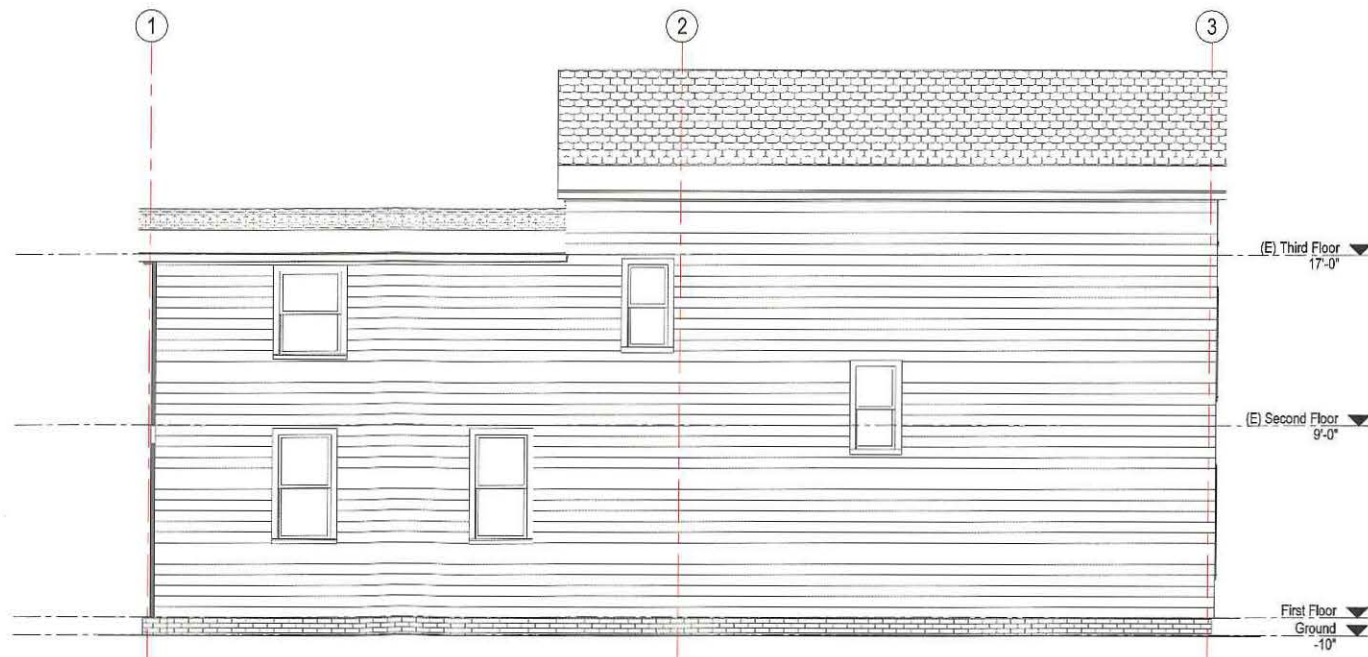 1
2
3
(E) Third Floor
17'-0"
(E) Second Floor
9'-0"
First Floor
Ground
-10"